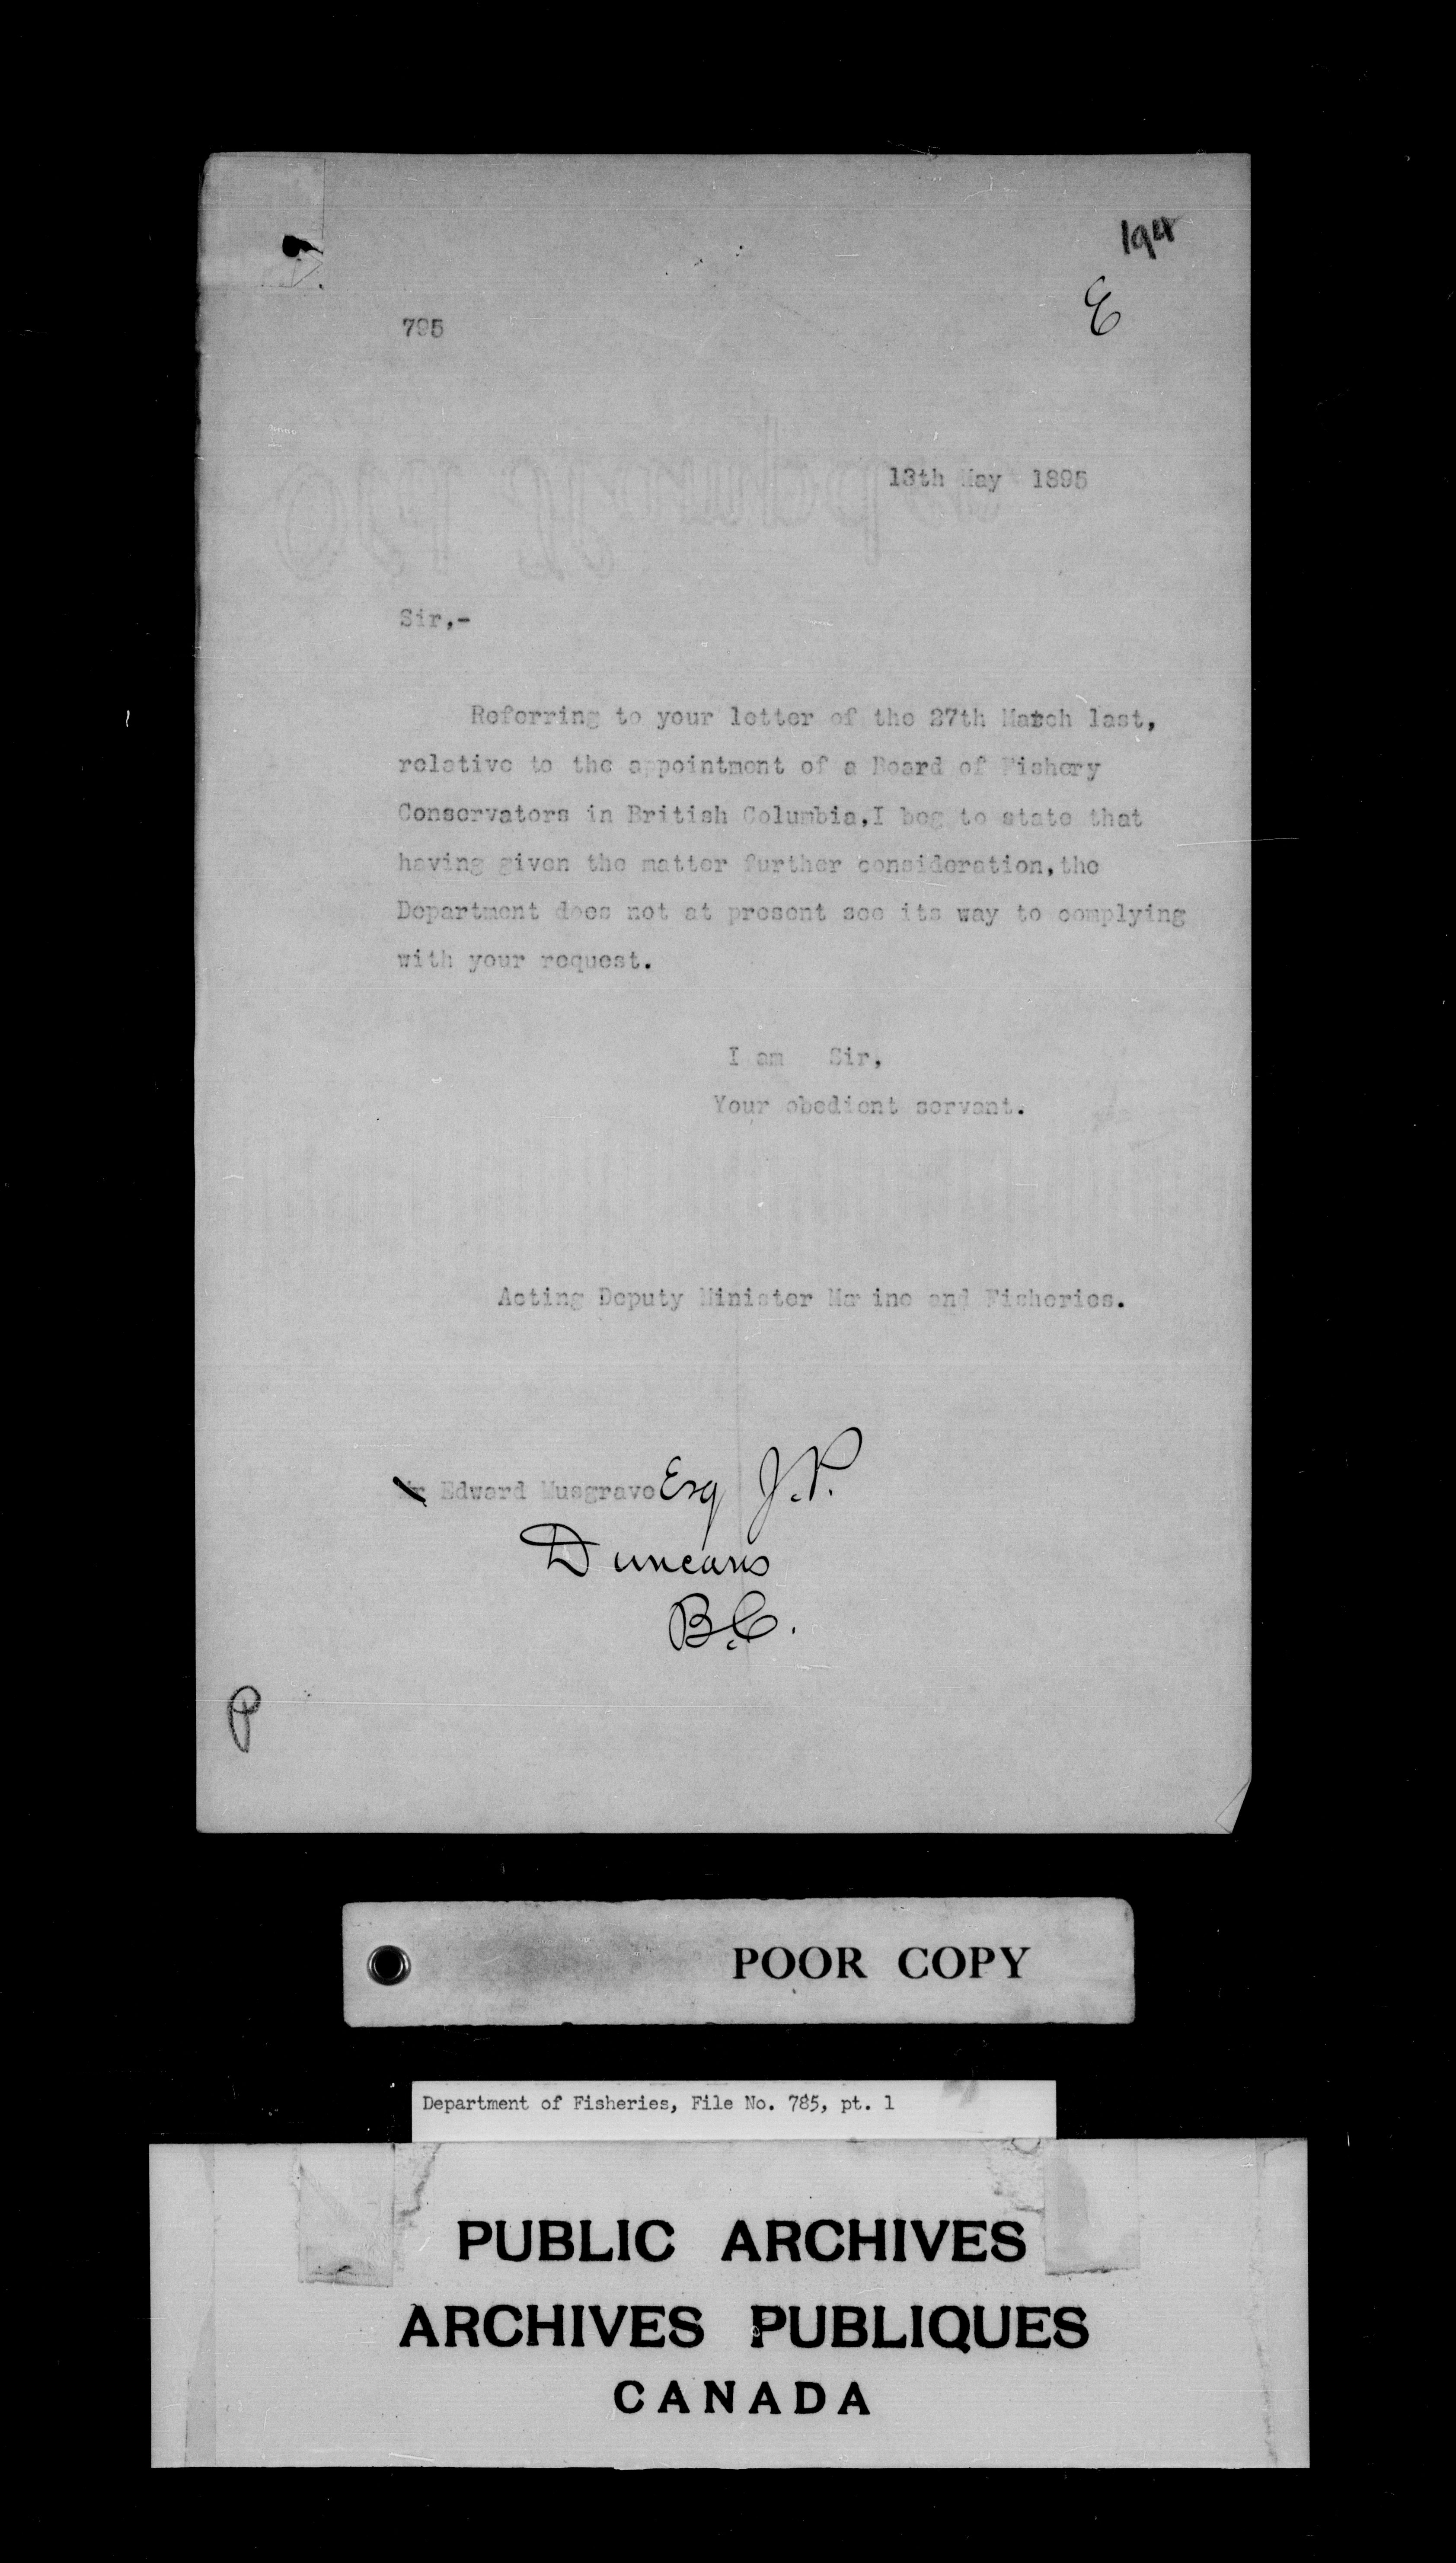 194
E
795
13th May 1895
Sir,-
Referring to your letter of the 27th March last,
relative to the appointment of a Board of Fishery
Conservators in British Columbia,I beg to state that
having given the matter further consideration,the
Department does not at present see its way to complying
with your request.
I am Sir,
Your obedient servant.
Acting Deputy Minister Marine and Fisheries.
Mr Edward Musgrave Esq J.P.
Duncans
B.C.
P
POOR COPY
Department of Fisheries, File No. 785, pt. 1
PUBLIC ARCHIVES
ARCHIVES PUBLIQUES
CANADA